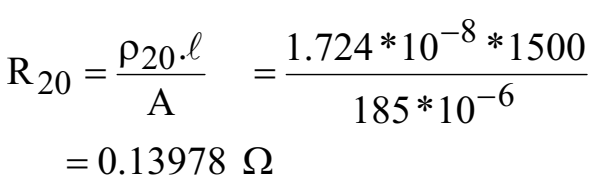 R₂₀ = ρ₂₀.ℓ / A = 1.724*10⁻⁸*1500 / 185*10⁻⁶
= 0.13978 Ω